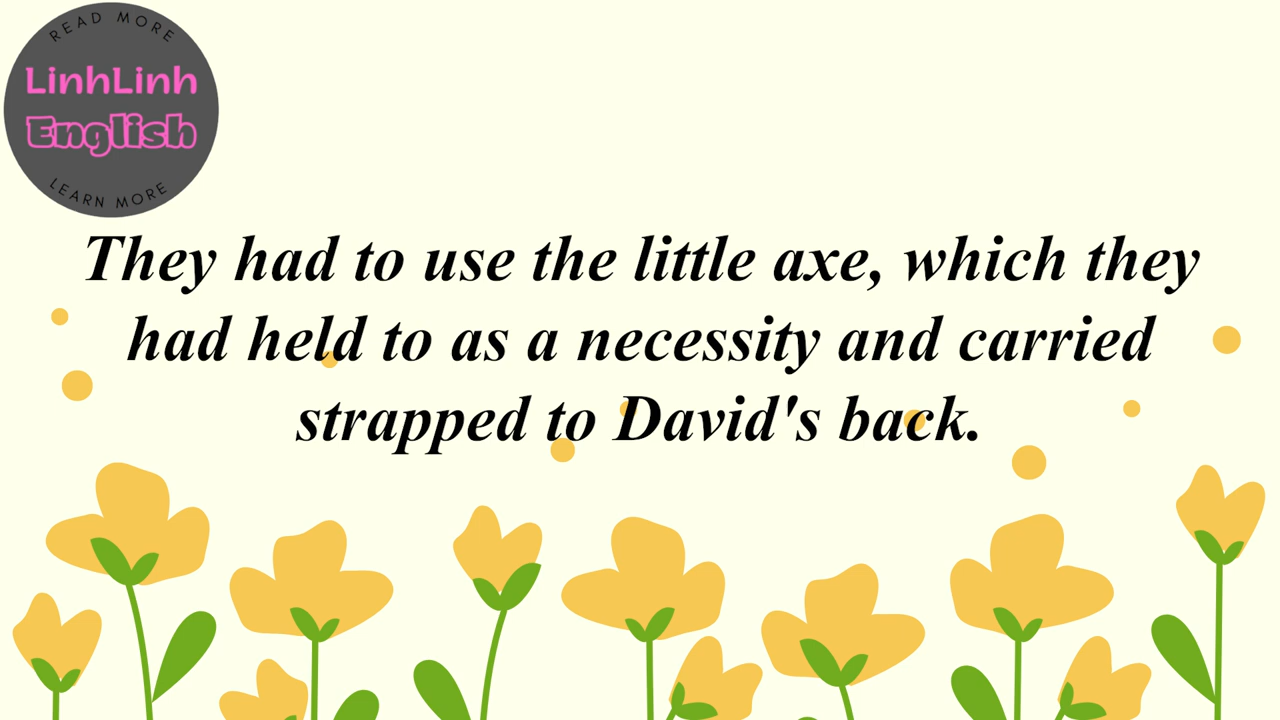 READ MORE
LinhLinh
English
LEARN MORE
They had to use the little axe, which they
had held to as a necessity and carried
strapped to David's back.